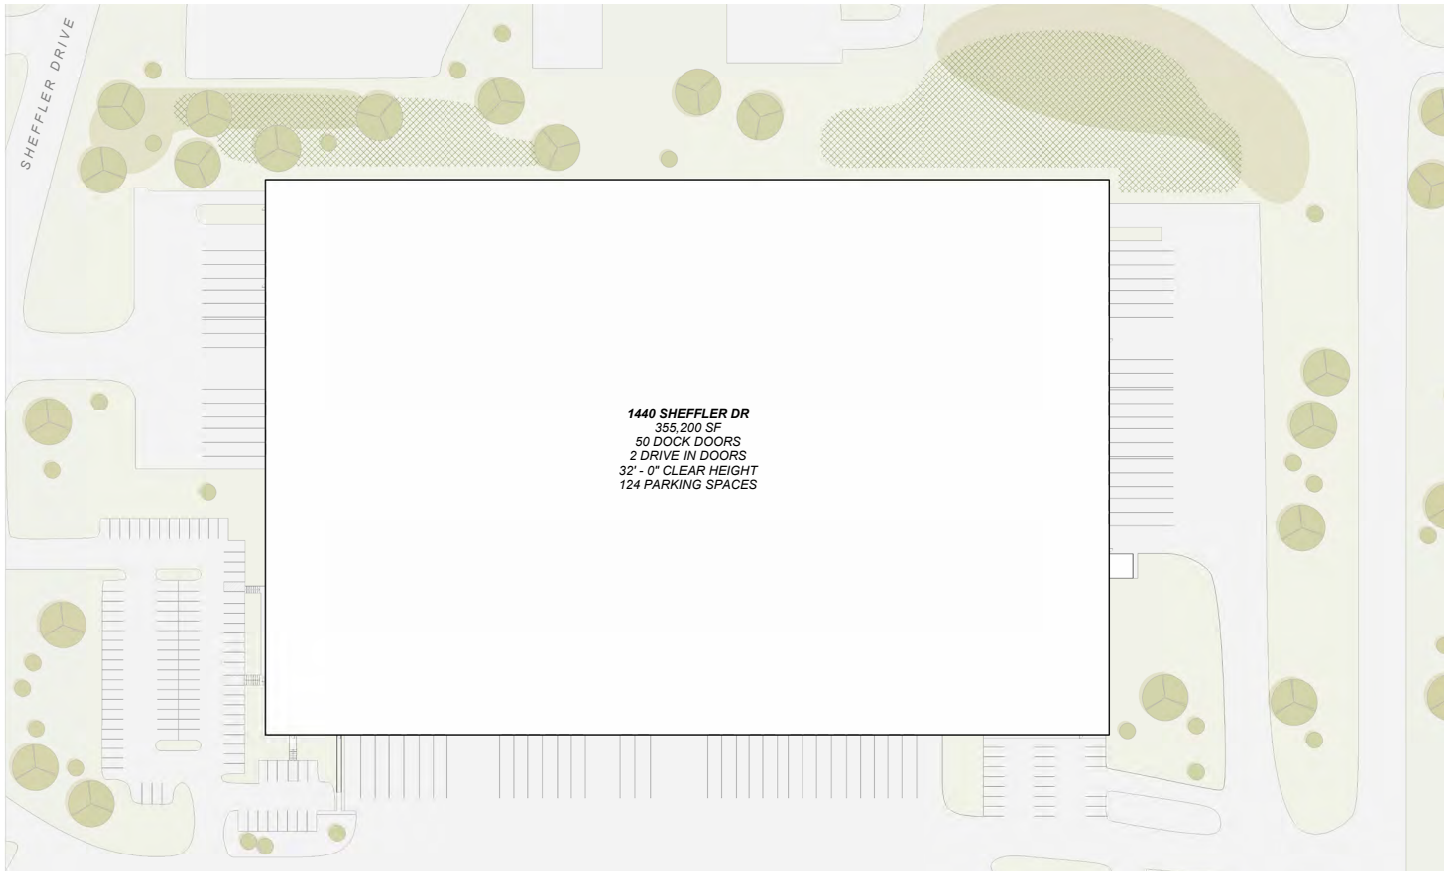 SHEFFLER DRIVE
1440 SHEFFLER DR
355,200 SF
50 DOCK DOORS
2 DRIVE IN DOORS
32' - 0" CLEAR HEIGHT
124 PARKING SPACES